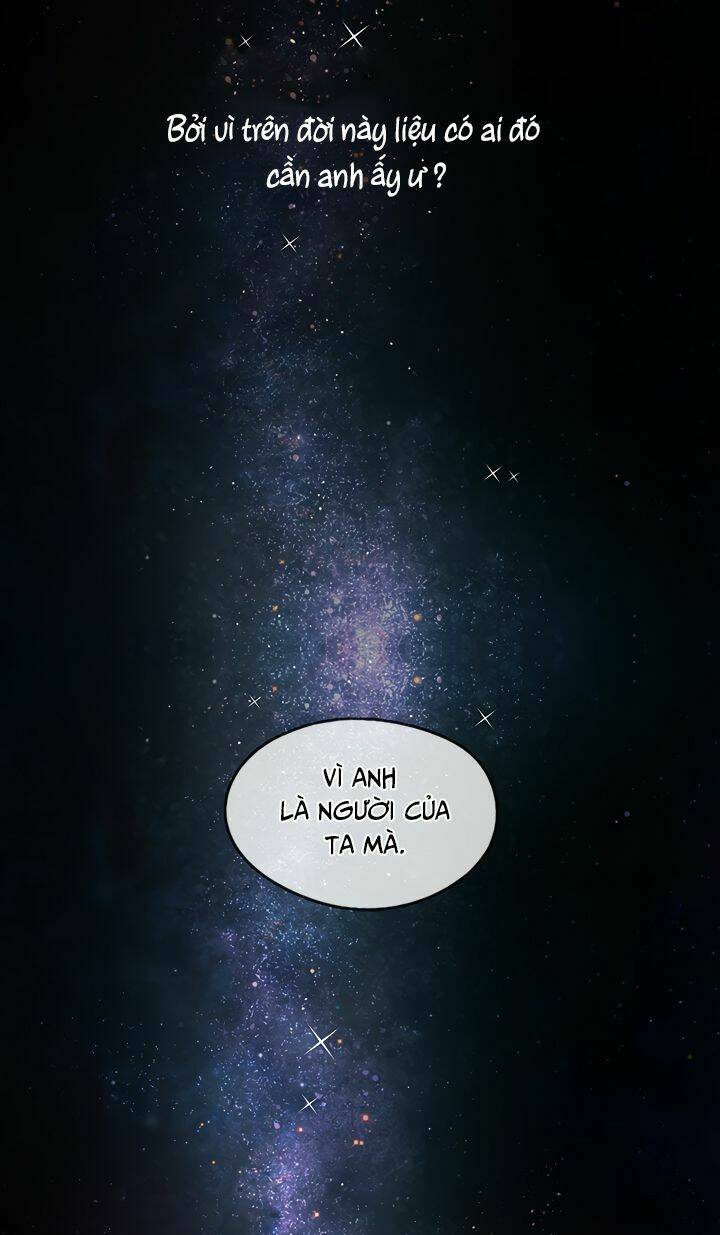 Bởi vì trên đời này liệu có ai đó
cần anh ấy ư ?
VÌ ANH
LÀ NGƯỜI CỦA
TA MÀ.